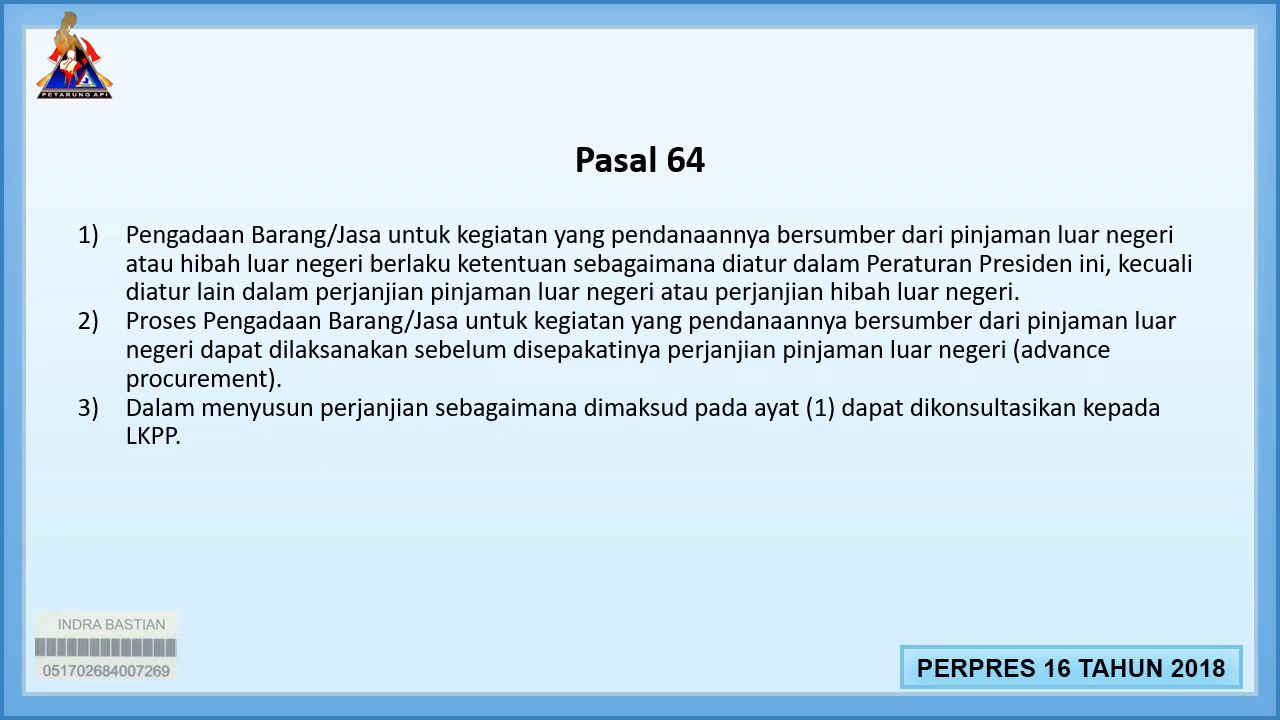 PETARUNG API
Pasal 64
1) Pengadaan Barang/Jasa untuk kegiatan yang pendanaannya bersumber dari pinjaman luar negeri
atau hibah luar negeri berlaku ketentuan sebagaimana diatur dalam Peraturan Presiden ini, kecuali
diatur lain dalam perjanjian pinjaman luar negeri atau perjanjian hibah luar negeri.
2) Proses Pengadaan Barang/Jasa untuk kegiatan yang pendanaannya bersumber dari pinjaman luar
negeri dapat dilaksanakan sebelum disepakatinya perjanjian pinjaman luar negeri (advance
procurement).
3) Dalam menyusun perjanjian sebagaimana dimaksud pada ayat (1) dapat dikonsultasikan kepada
LKPP.
INDRA BASTIAN
051702684007269
PERPRES 16 TAHUN 2018